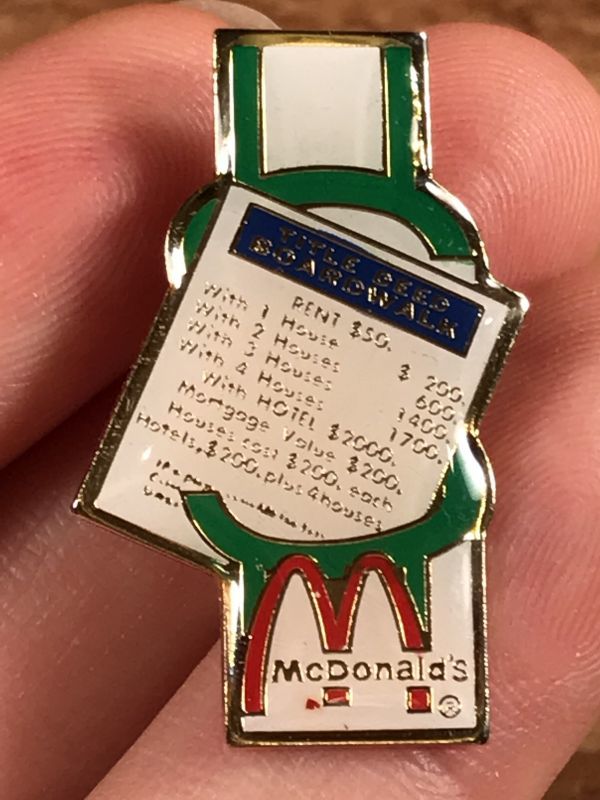 TITLE DEED
BOARDWALK
RENT $50.
With 1 House $ 200.
With 2 Houses 600.
With 3 Houses 1400.
With 4 Houses 1700.
With HOTEL $2000.
Mortgage Value $200.
Houses cost $200. each
Hotels, $200. plus 4 houses
McDonald's
®